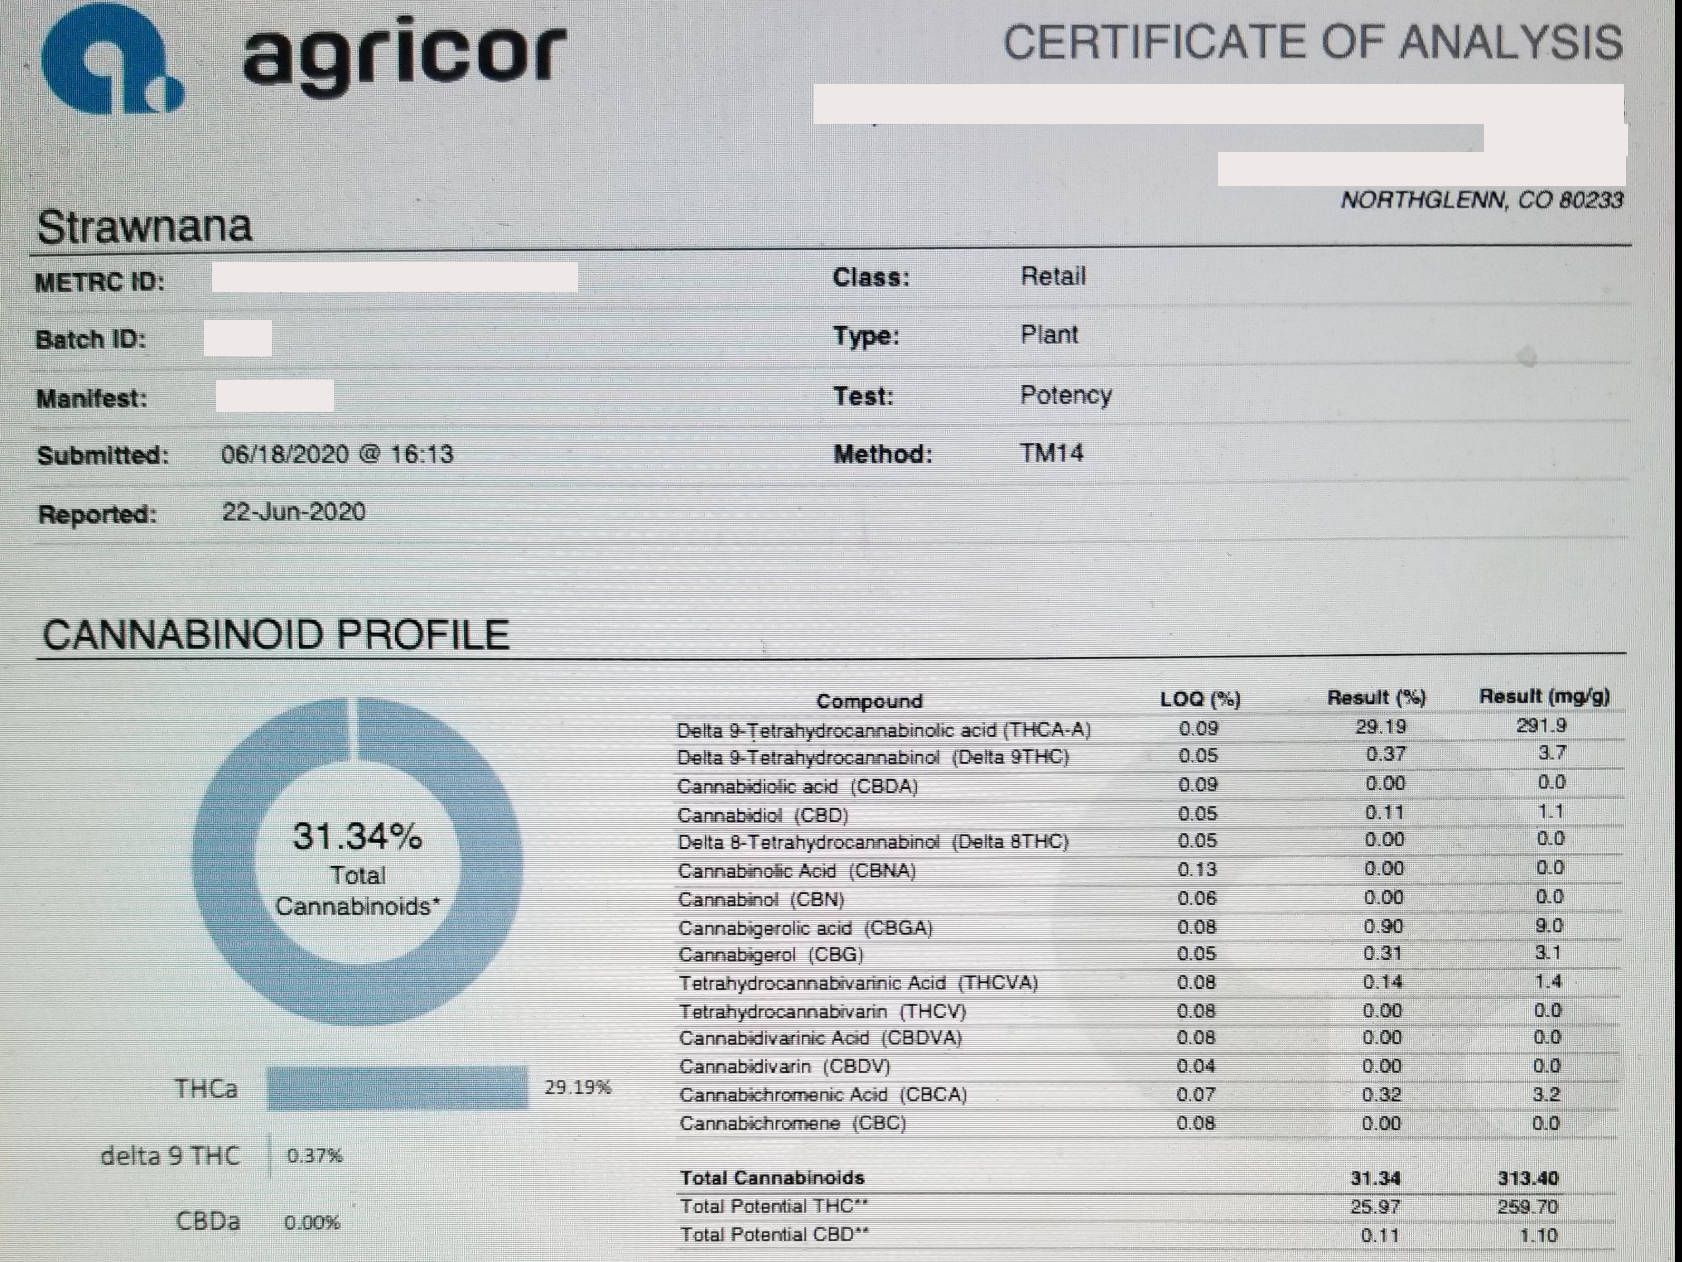 agricor
CERTIFICATE OF ANALYSIS
NORTHGLENN, CO 80233
Strawnana
METRC ID:
Class: Retail
Batch ID:
Type: Plant
Manifest:
Test: Potency
Submitted: 06/18/2020 @ 16:13
Method: TM14
Reported: 22-Jun-2020
CANNABINOID PROFILE
31.34%
Total
Cannabinoids*
THCa 29.19%
delta 9 THC 0.37%
CBDa 0.00%
Compound LOQ (%) Result (%) Result (mg/g)
Delta 9-Tetrahydrocannabinolic acid (THCA-A) 0.09 29.19 291.9
Delta 9-Tetrahydrocannabinol (Delta 9THC) 0.05 0.37 3.7
Cannabidiolic acid (CBDA) 0.09 0.00 0.0
Cannabidiol (CBD) 0.05 0.11 1.1
Delta 8-Tetrahydrocannabinol (Delta 8THC) 0.05 0.00 0.0
Cannabinolic Acid (CBNA) 0.13 0.00 0.0
Cannabinol (CBN) 0.06 0.00 0.0
Cannabigerolic acid (CBGA) 0.08 0.90 9.0
Cannabigerol (CBG) 0.05 0.31 3.1
Tetrahydrocannabivarinic Acid (THCVA) 0.08 0.14 1.4
Tetrahydrocannabivarin (THCV) 0.08 0.00 0.0
Cannabidivarinic Acid (CBDVA) 0.08 0.00 0.0
Cannabidivarin (CBDV) 0.04 0.00 0.0
Cannabichromenic Acid (CBCA) 0.07 0.32 3.2
Cannabichromene (CBC) 0.08 0.00 0.0
Total Cannabinoids 31.34 313.40
Total Potential THC** 25.97 259.70
Total Potential CBD** 0.11 1.10